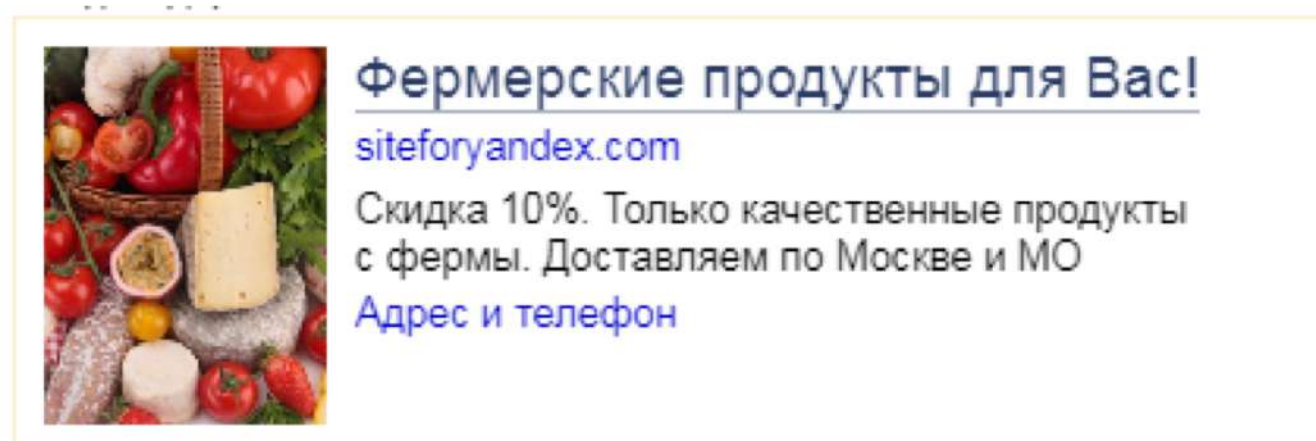 Фермерские продукты для Вас!
siteforyandex.com
Скидка 10%. Только качественные продукты
с фермы. Доставляем по Москве и МО
Адрес и телефон